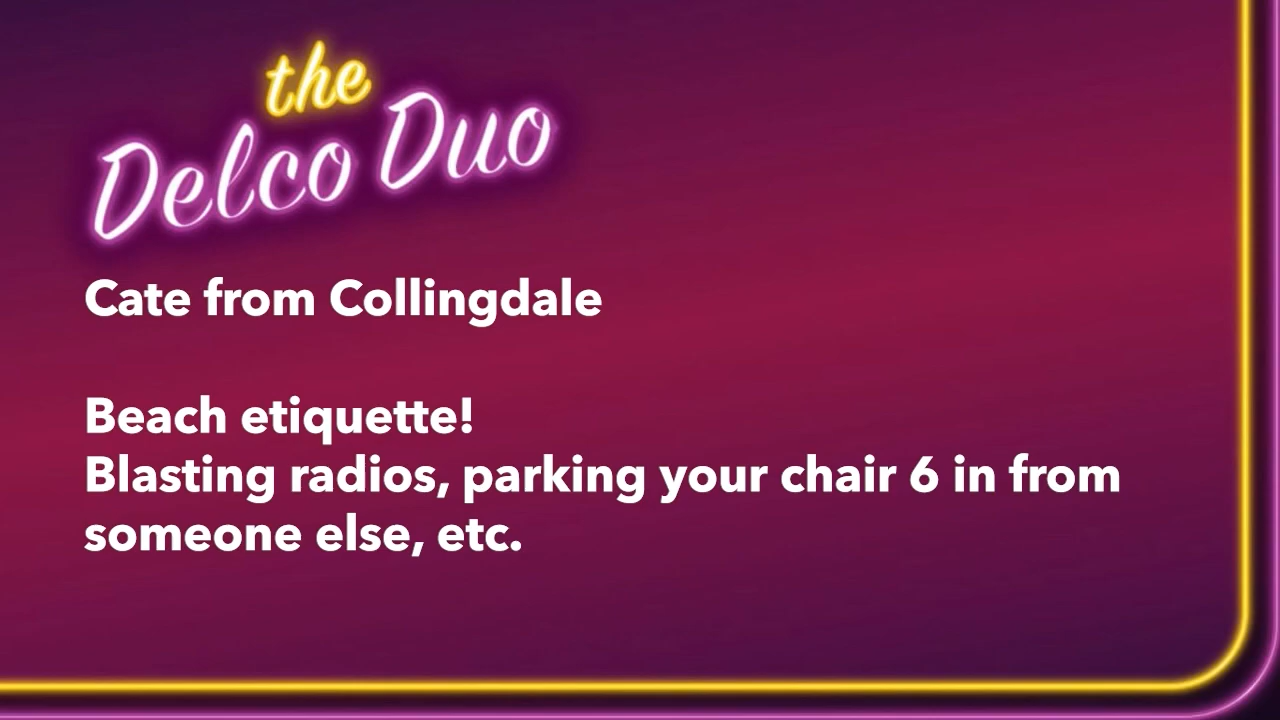 the
Delco Duo
Cate from Collingdale
Beach etiquette!
Blasting radios, parking your chair 6 in from
someone else, etc.